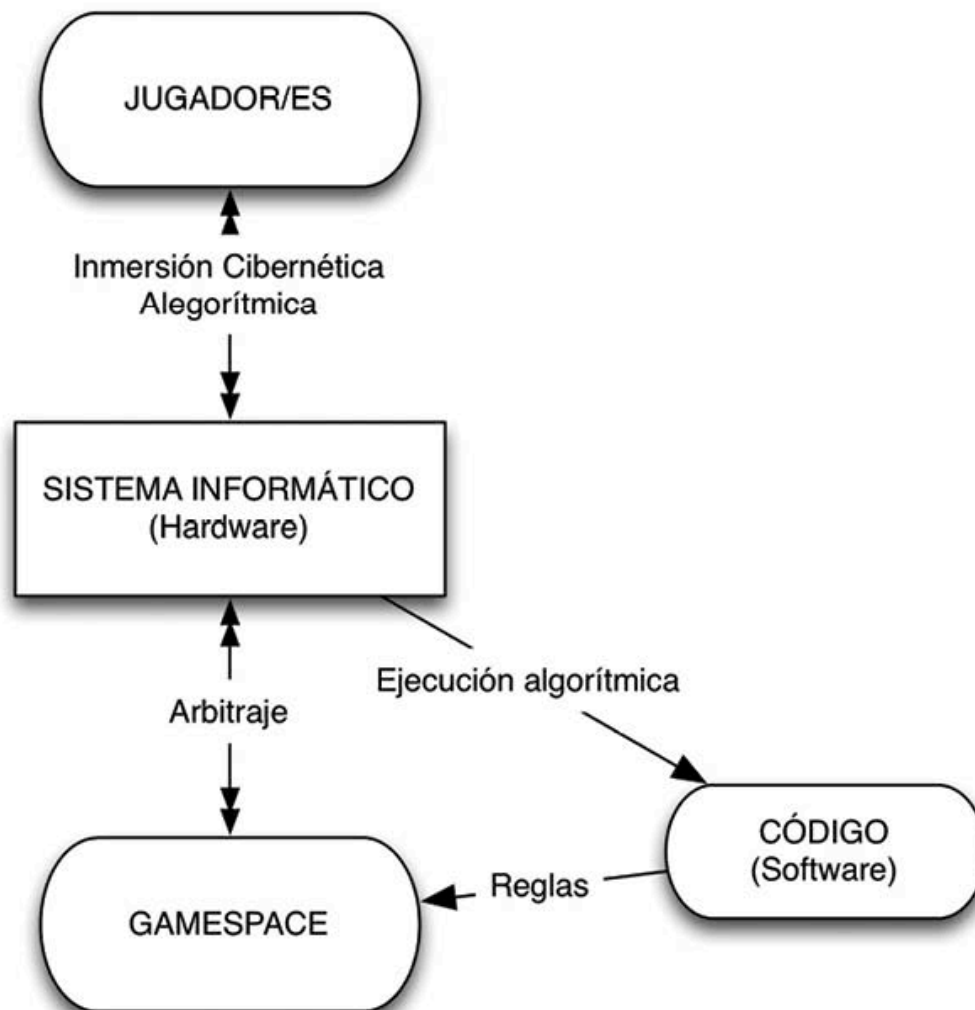 JUGADOR/ES
Inmersión Cibernética
Alegorítmica
SISTEMA INFORMÁTICO
(Hardware)
Ejecución algorítmica
Arbitraje
CÓDIGO
(Software)
Reglas
GAMESPACE